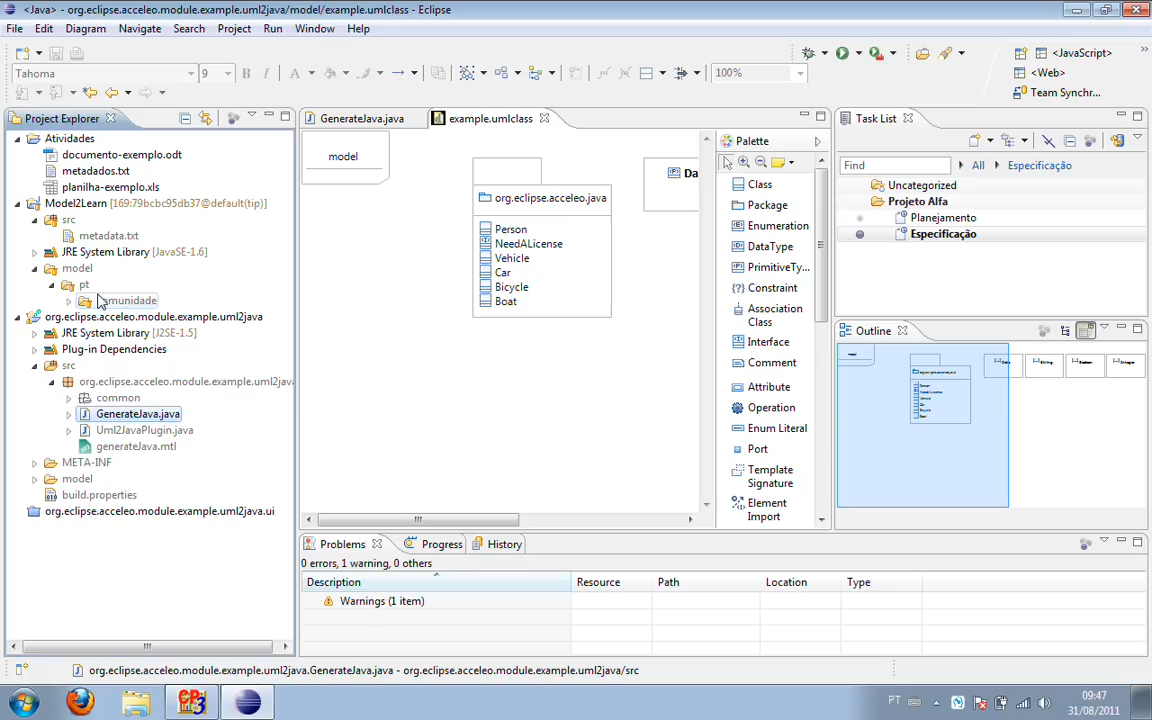 <Java> - org.eclipse.acceleo.module.example.uml2java/model/example.umlclass - Eclipse
File Edit Diagram Navigate Search Project Run Window Help
<JavaScript>
Tahoma 9 B I A 100% <Web>
Team Synchr...
Project Explorer
Atividades
documento-exemplo.odt
metadados.txt
planilha-exemplo.xls
Model2Learn [169:79bcbc95db37@default(tip)]
src
metadata.txt
JRE System Library [JavaSE-1.6]
model
pt
munidade
org.eclipse.acceleo.module.example.uml2java
JRE System Library [J2SE-1.5]
Plug-in Dependencies
src
org.eclipse.acceleo.module.example.uml2java
common
GenerateJava.java
Uml2JavaPlugin.java
generateJava.mtl
META-INF
model
build.properties
org.eclipse.acceleo.module.example.uml2java.ui
GenerateJava.java example.umlclass
model
org.eclipse.acceleo.java
Person
NeedALicense
Vehicle
Car
Bicycle
Boat
Da
Palette
Class
Package
Enumeration
DataType
PrimitiveTy...
Constraint
Association
Class
Interface
Comment
Attribute
Operation
Enum Literal
Port
Template
Signature
Element
Import
Task List
Find All Especificação
Uncategorized
Projeto Alfa
Planejamento
Especificação
Outline
Problems Progress History
0 errors, 1 warning, 0 others
Description Resource Path Location Type
Warnings (1 item)
org.eclipse.acceleo.module.example.uml2java.GenerateJava.java - org.eclipse.acceleo.module.example.uml2java/src
PT
09:47
31/08/2011